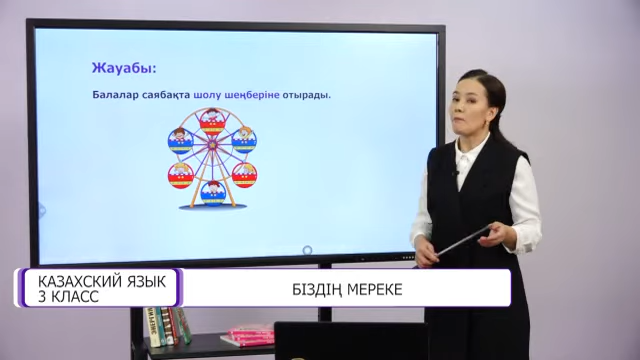 Жауабы:
Балалар саябақта шолу шеңберіне отырады.
КАЗАХСКИЙ ЯЗЫК
3 КЛАСС
БІЗДІҢ МЕРЕКЕ